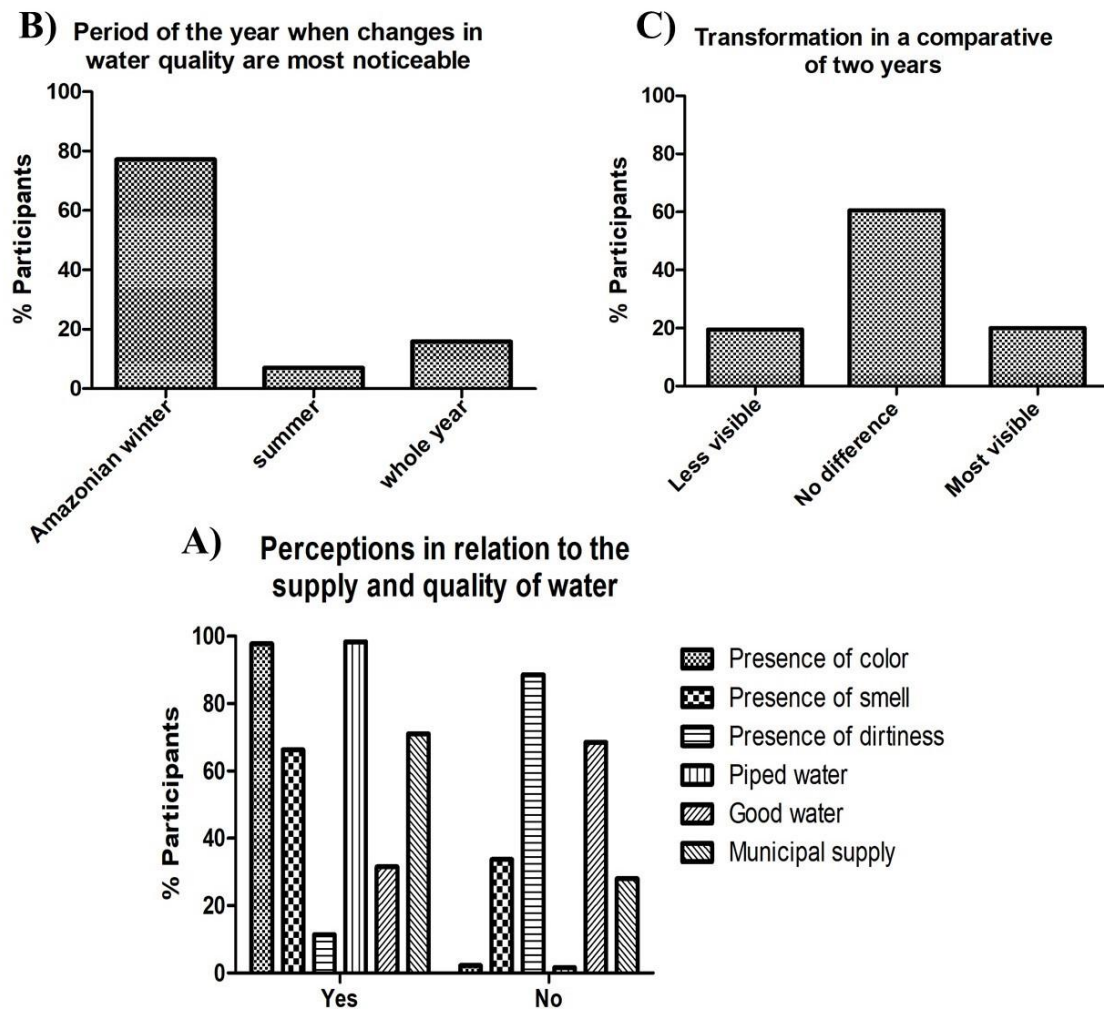 B) Period of the year when changes in
water quality are most noticeable
% Participants
100
80
60
40
20
0
Amazonian winter
summer
whole year
C) Transformation in a comparative
of two years
% Participants
100
80
60
40
20
0
Less visible
No difference
Most visible
A) Perceptions in relation to the
supply and quality of water
% Participants
100
80
60
40
20
0
Yes
No
Presence of color
Presence of smell
Presence of dirtiness
Piped water
Good water
Municipal supply